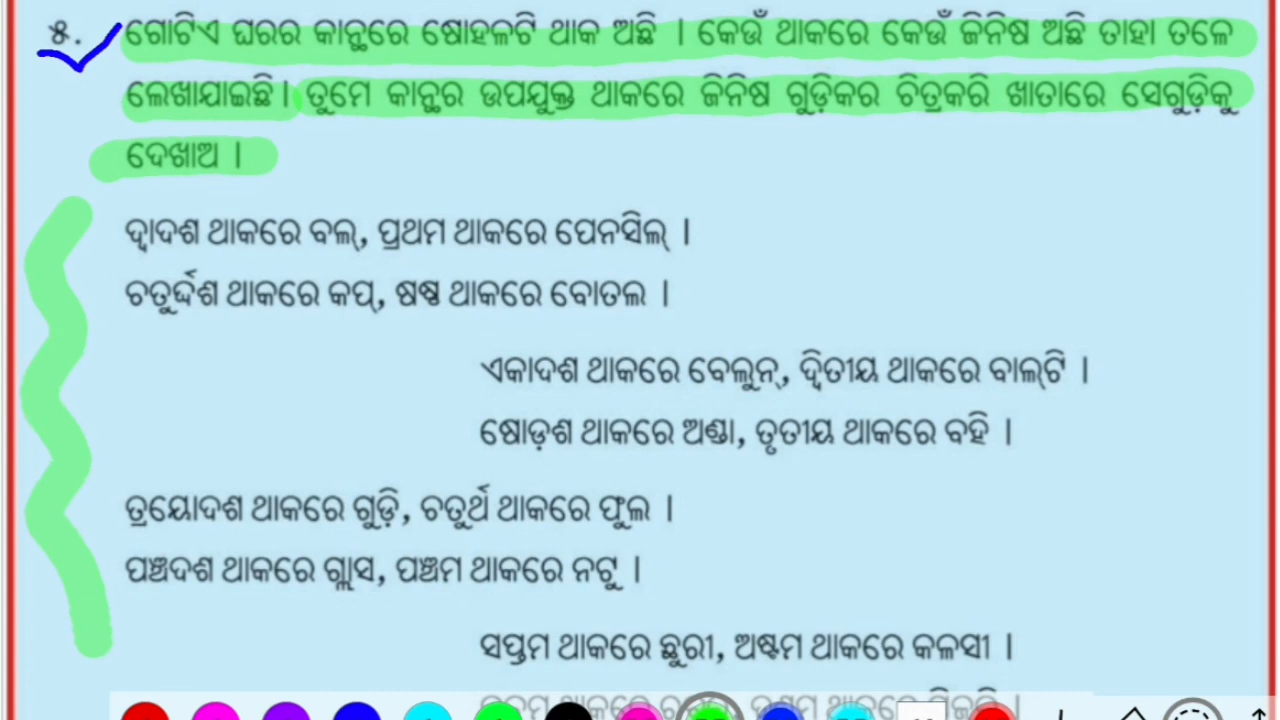 ୫. ଗୋଟିଏ ଘରର କାନ୍ଥରେ ଷୋହଳଟି ଥାକ ଅଛି । କେଉଁ ଥାକରେ କେଉଁ ଜିନିଷ ଅଛି ତାହା ତଳେ
ଲେଖାଯାଇଛି। ତୁମେ କାନ୍ଥର ଉପଯୁକ୍ତ ଥାକରେ ଜିନିଷ ଗୁଡ଼ିକର ଚିତ୍ରକରି ଖାତାରେ ସେଗୁଡ଼ିକୁ
ଦେଖାଅ ।
ଦ୍ୱାଦଶ ଥାକରେ ବଲ୍, ପ୍ରଥମ ଥାକରେ ପେନସିଲ୍ ।
ଚତୁର୍ଦ୍ଦଶ ଥାକରେ କପ୍, ଷଷ୍ଠ ଥାକରେ ବୋତଲ ।
ଏକାଦଶ ଥାକରେ ବେଲୁନ୍, ଦ୍ୱିତୀୟ ଥାକରେ ବାଲ୍‌ଟି ।
ଷୋଡ଼ଶ ଥାକରେ ଅଣ୍ଡା, ତୃତୀୟ ଥାକରେ ବହି ।
ତ୍ରୟୋଦଶ ଥାକରେ ଗୁଡ଼ି, ଚତୁର୍ଥ ଥାକରେ ଫୁଲ ।
ପଞ୍ଚଦଶ ଥାକରେ ଗ୍ଲାସ, ପଞ୍ଚମ ଥାକରେ ନଟୁ ।
ସପ୍ତମ ଥାକରେ ଛୁରୀ, ଅଷ୍ଟମ ଥାକରେ କଳସୀ ।